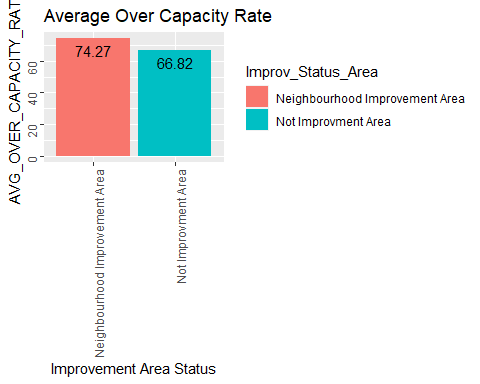 Average Over Capacity Rate
AVG_OVER_CAPACITY_RAT
60
40
20
0
74.27
66.82
Neighbourhood Improvement Area
Not Improvment Area
Improvement Area Status
Improv_Status_Area
Neighbourhood Improvement Area
Not Improvment Area